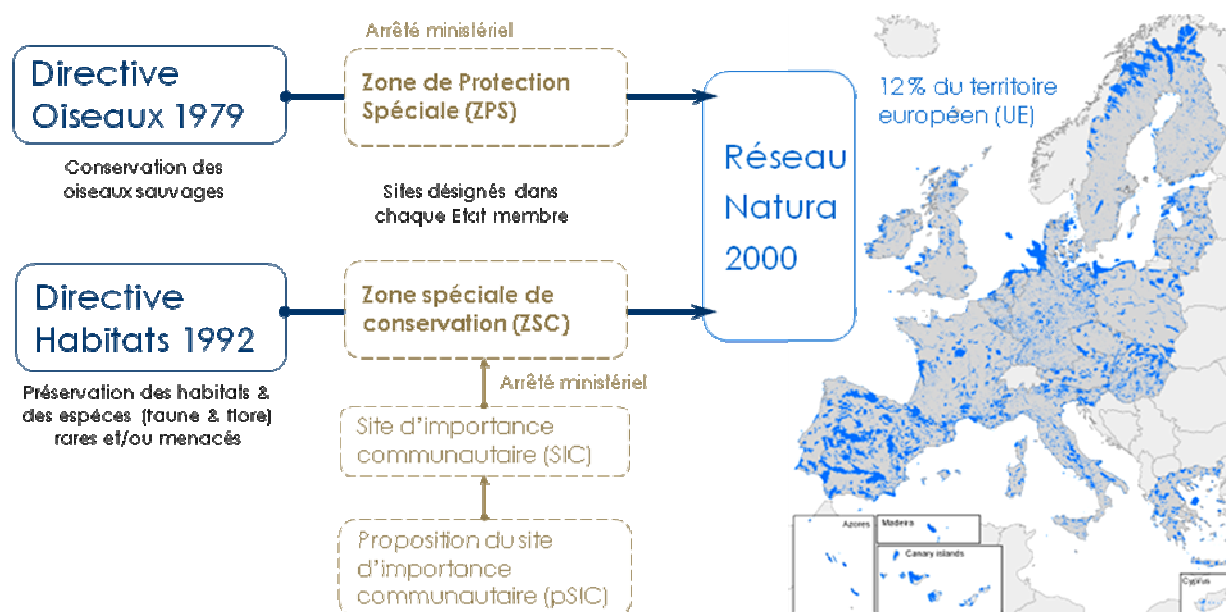 Arrêté ministériel
Directive
Oiseaux 1979
Zone de Protection
Spéciale (ZPS)
Conservation des
oiseaux sauvages
Sites désignés dans
chaque Etat membre
Réseau
Natura
2000
12% du territoire
européen (UE)
Directive
Habitats 1992
Zone spéciale de
conservation (ZSC)
Préservation des habitats &
des espéces (faune & flore)
rares et/ou menacés
Arrêté ministériel
Site d'importance
communautaire (SIC)
Proposition du site
d'importance
communautaire (pSIC)
Azores
Madeira
Canary islands
Cyprus